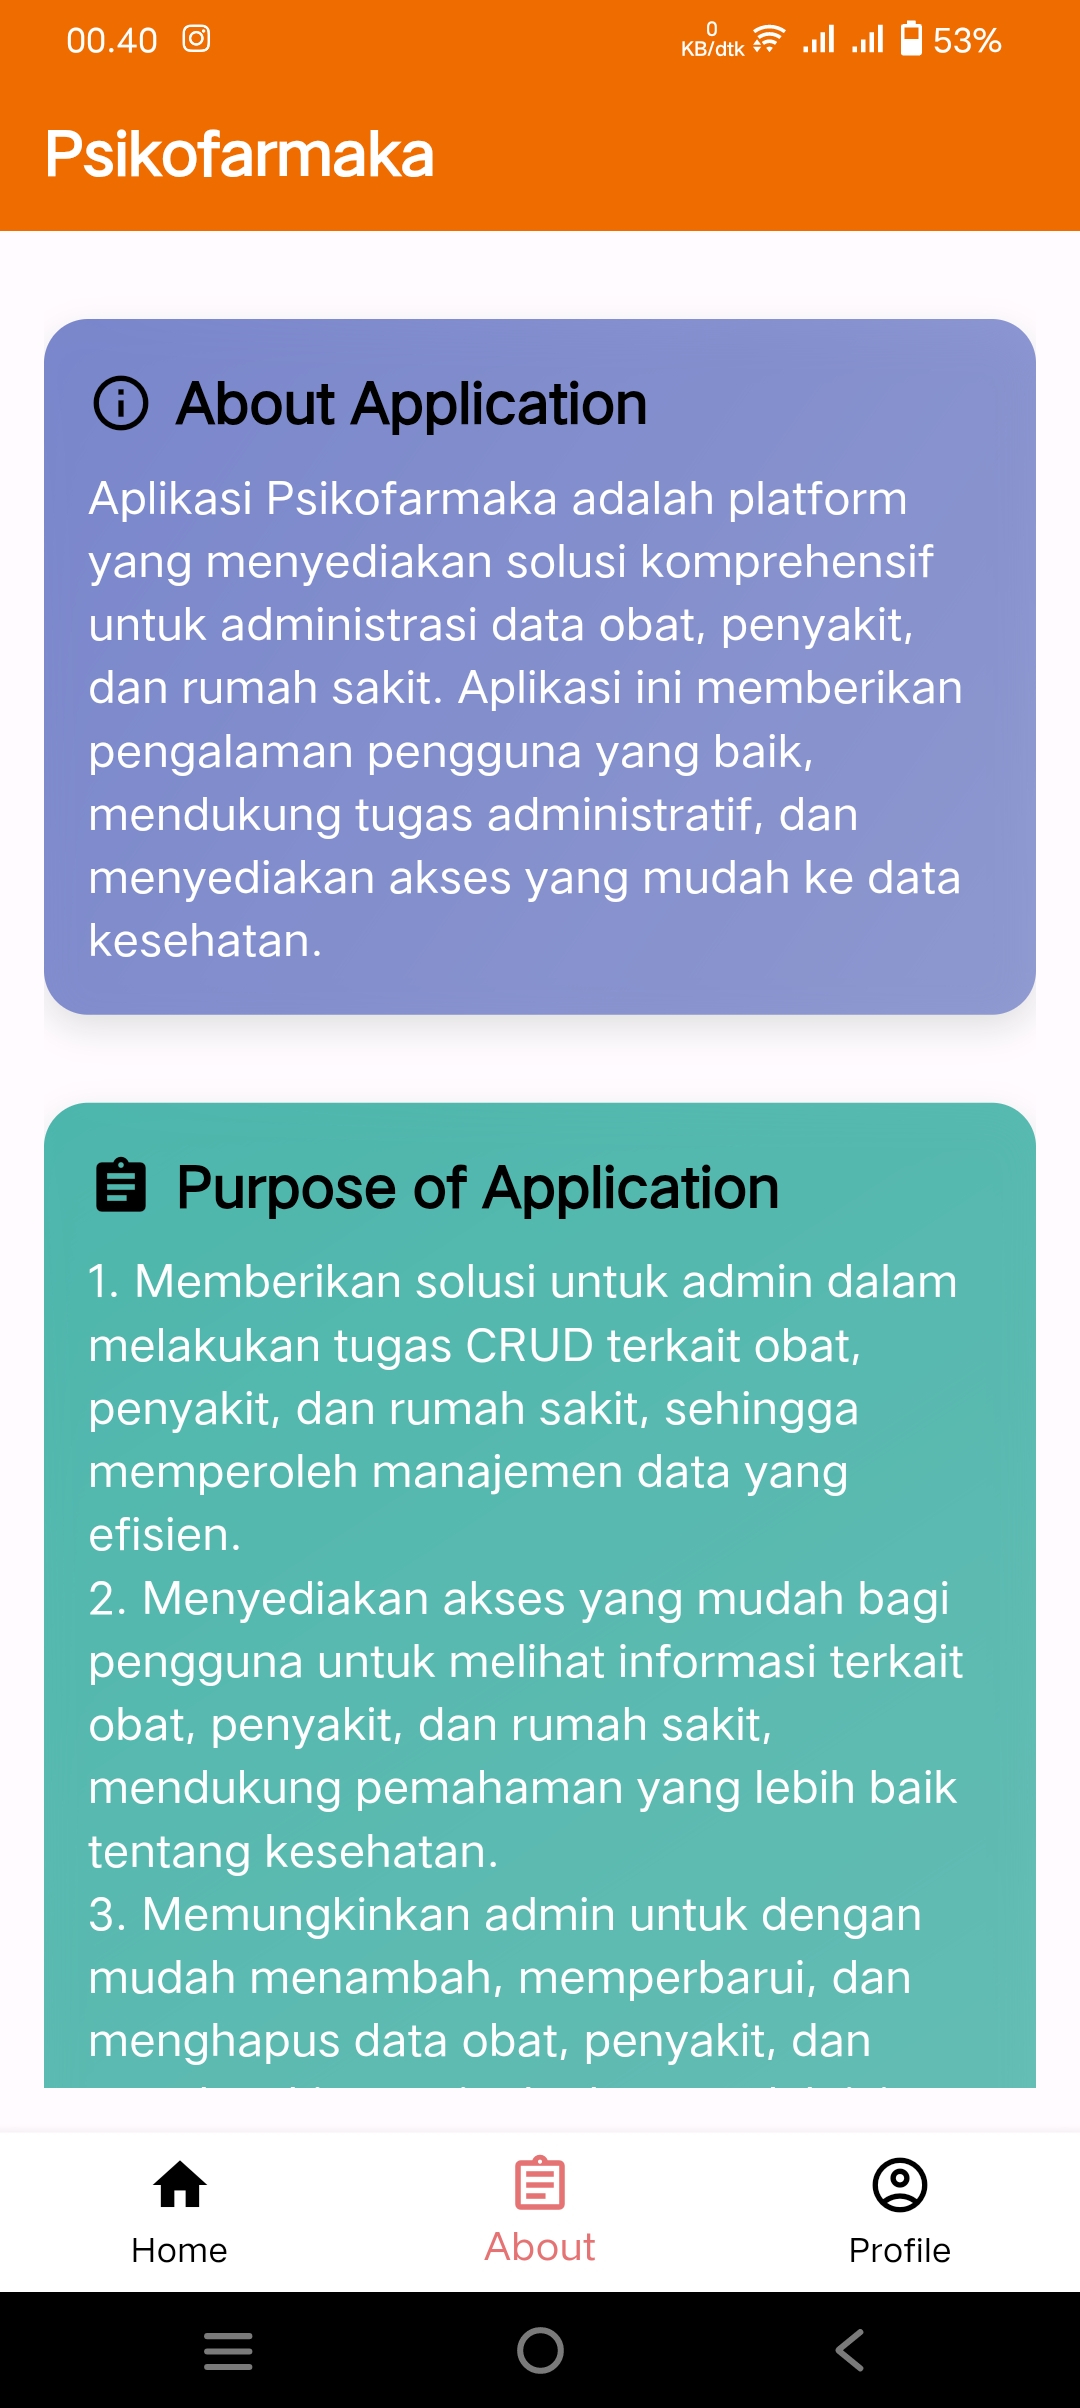 00.40
0
KB/dtk
53%
Psikofarmaka
About Application
Aplikasi Psikofarmaka adalah platform
yang menyediakan solusi komprehensif
untuk administrasi data obat, penyakit,
dan rumah sakit. Aplikasi ini memberikan
pengalaman pengguna yang baik,
mendukung tugas administratif, dan
menyediakan akses yang mudah ke data
kesehatan.
Purpose of Application
1. Memberikan solusi untuk admin dalam
melakukan tugas CRUD terkait obat,
penyakit, dan rumah sakit, sehingga
memperoleh manajemen data yang
efisien.
2. Menyediakan akses yang mudah bagi
pengguna untuk melihat informasi terkait
obat, penyakit, dan rumah sakit,
mendukung pemahaman yang lebih baik
tentang kesehatan.
3. Memungkinkan admin untuk dengan
mudah menambah, memperbarui, dan
menghapus data obat, penyakit, dan
Home
About
Profile